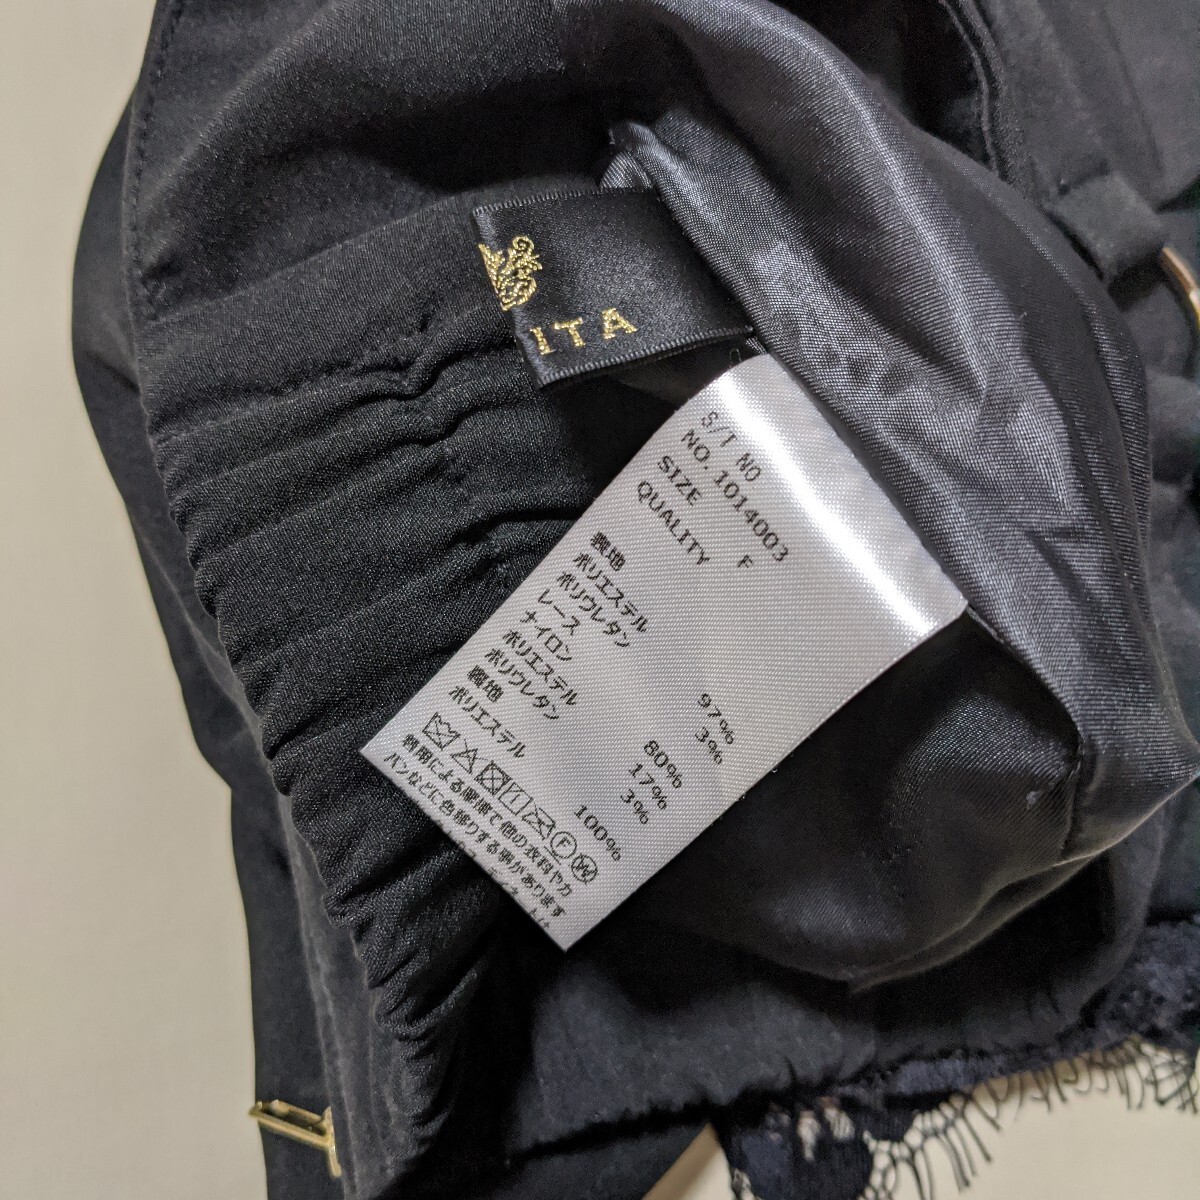 ITA
S/T NO
NO.1014003
SIZE F
QUALITY
表地
ポリエステル 97%
ポリウレタン 3%
レース
ナイロン 80%
ポリエステル 17%
ポリウレタン 3%
裏地
ポリエステル 100%
着用による摩擦で他の衣料やカ
バンなどに色移りする事があります